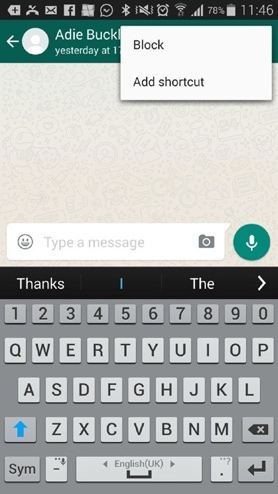 78% 11:46
Adie Buckl
yesterday at 17
Block
Add shortcut
Type a message
Thanks I The
1 2 3 4 5 6 7 8 9 0
Q W E R T Y U I O P
A S D F G H J K L
Z X C V B N M
Sym English(UK) .